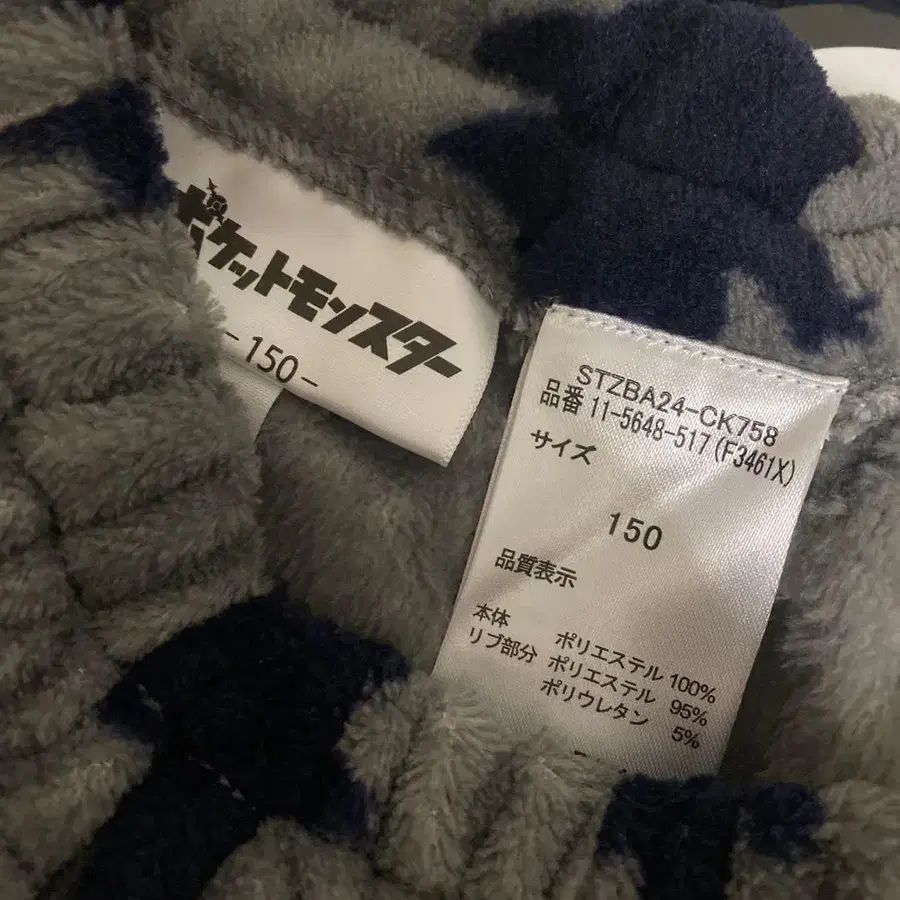 ポケットモンスター
-150-
STZBA24-CK758
品番 11-5648-517(F3461X)
サイズ
150
品質表示
本体 ポリエステル 100%
リブ部分 ポリエステル 95%
ポリウレタン 5%